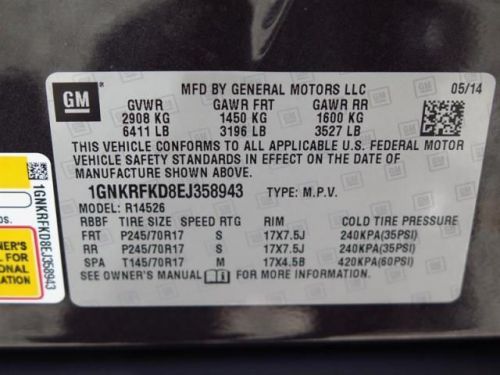 GM
MFD BY GENERAL MOTORS LLC
05/14
GVWR GAWR FRT GAWR RR
2908 KG 1450 KG 1600 KG
6411 LB 3196 LB 3527 LB
THIS VEHICLE CONFORMS TO ALL APPLICABLE U.S. FEDERAL MOTOR
VEHICLE SAFETY STANDARDS IN EFFECT ON THE DATE OF
MANUFACTURE SHOWN ABOVE.
1GNKRFKD8EJ358943 TYPE: M.P.V.
MODEL: R14526
RBBF TIRE SIZE SPEED RTG RIM COLD TIRE PRESSURE
FRT P245/70R17 S 17X7.5J 240KPA(35PSI)
RR P245/70R17 S 17X7.5J 240KPA(35PSI)
SPA T145/70R17 M 17X4.5B 420KPA(60PSI)
SEE OWNER'S MANUAL FOR MORE INFORMATION.
1GNKRFKD8EJ358943
OS.
NER'S
L FOR
ONAL
ATION